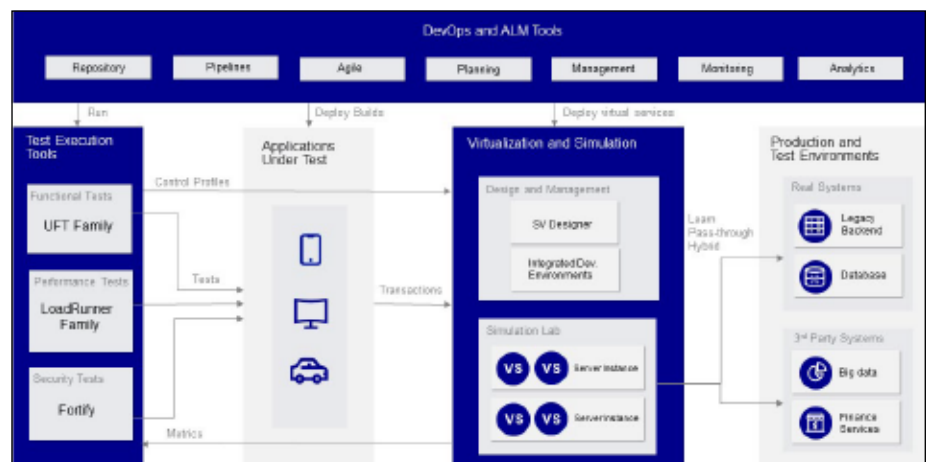 DevOps and ALM Tools
Repository
Pipelines
Agile
Planning
Management
Monitoring
Analytics
Run
Deploy Builds
Deploy virtual services
Test Execution
Tools
Functional Tests
UFT Family
Performance Tests
LoadRunner
Family
Security Tests
Fortify
Control Profiles
Tests
Metrics
Applications
Under Test
Transactions
Virtualization and Simulation
Design and Management
SV Designer
Integrated Dev.
Environments
Simulation Lab
VS VS Server instance
VS VS Server instance
Learn
Pass-through
Hybrid
Production and
Test Environments
Real Systems
Legacy
Backend
Database
3rd Party Systems
Big data
Finance
Services